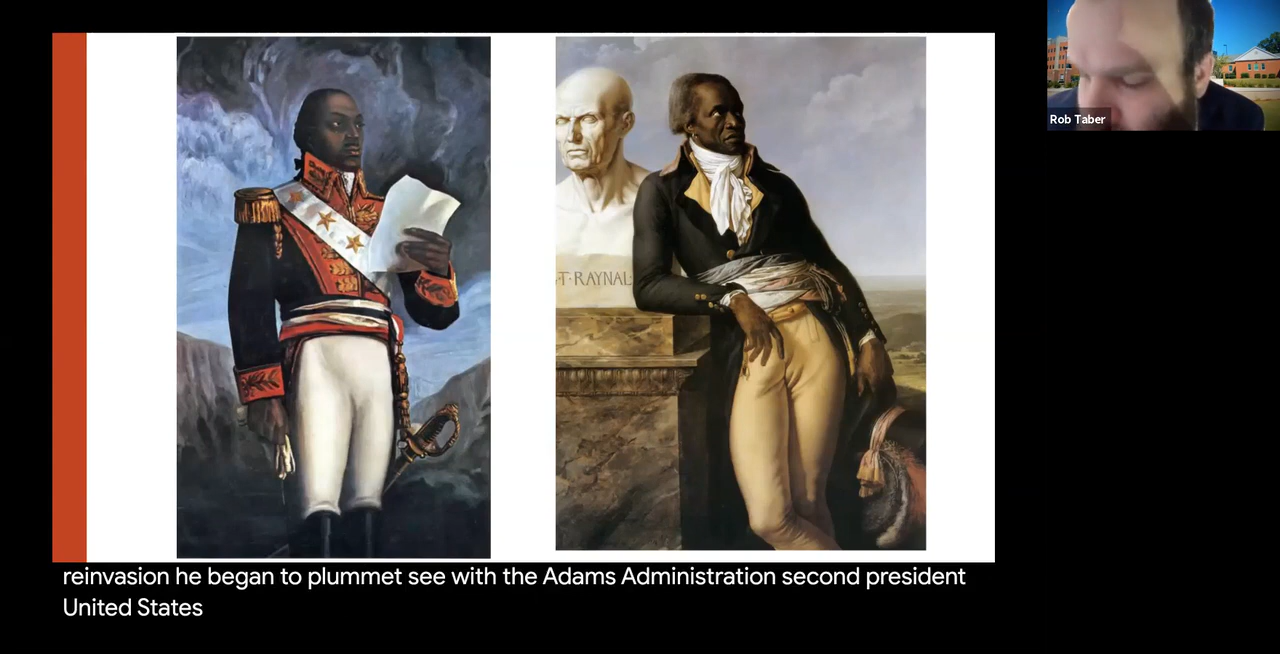 Rob Taber
T·RAYNAL
reinvasion he began to plummet see with the Adams Administration second president
United States